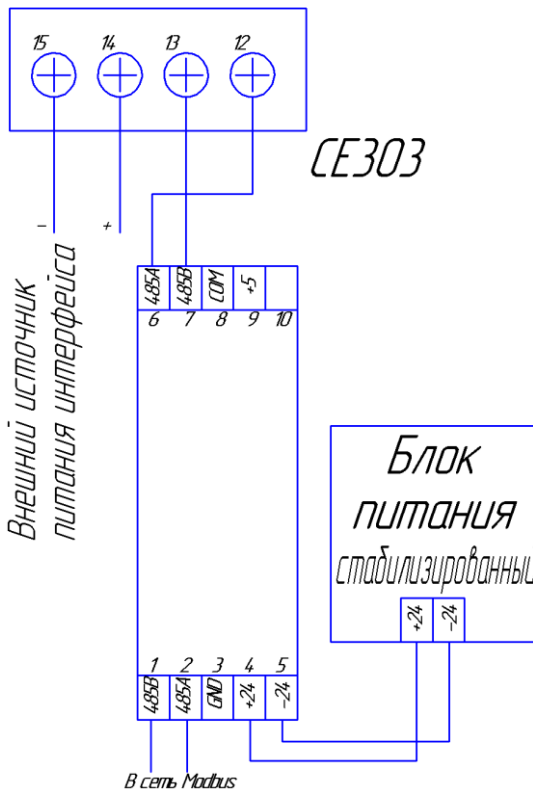 15 14 13 12
СЕ303
- +
Внешний источник
питания интерфейса
485A 485B COM +5
6 7 8 9 10
Блок
питания
стабилизированный
+24 -24
1 2 3 4 5
485B 485A GND +24 -24
В сеть Modbus